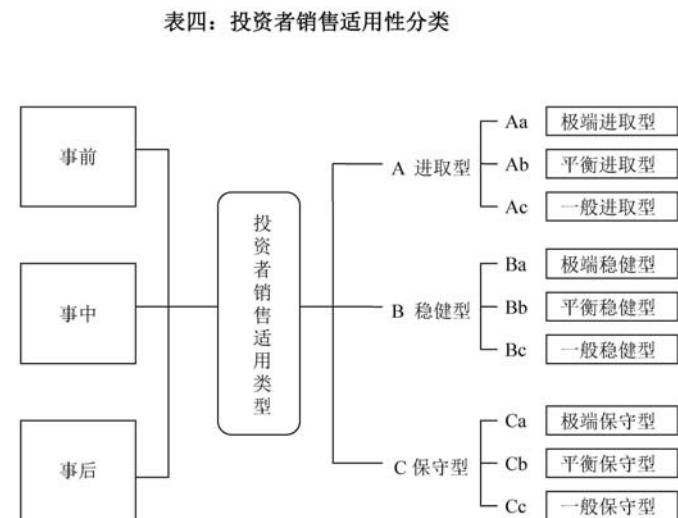 表四：投资者销售适用性分类
事前
事中
事后
投资者销售适用类型
A 进取型
Aa 极端进取型
Ab 平衡进取型
Ac 一般进取型
B 稳健型
Ba 极端稳健型
Bb 平衡稳健型
Bc 一般稳健型
C 保守型
Ca 极端保守型
Cb 平衡保守型
Cc 一般保守型